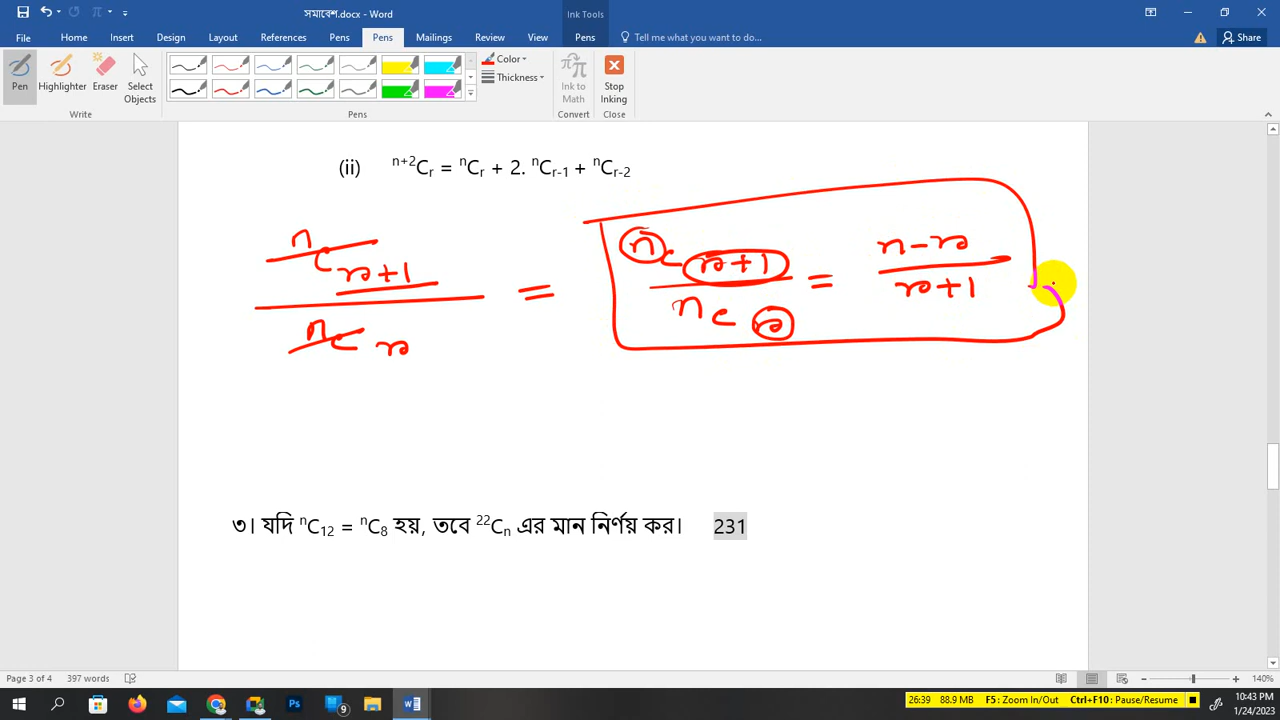 সমাবেশ.docx - Word
Ink Tools
File Home Insert Design Layout References Pens Pens Mailings Review View Pens Tell me what you want to do... Share
Pen Highlighter Eraser Select Objects
Color
Thickness
Ink to Math
Stop Inking
Write Pens Convert Close
(ii) ⁿ⁺²Cᵣ = ⁿCᵣ + 2. ⁿCᵣ₋₁ + ⁿCᵣ₋₂
ⁿCᵣ₊₁ / ⁿCᵣ = ⁿCᵣ₊₁ / ⁿCᵣ = n-r / r+1
৩। যদি ⁿC₁₂ = ⁿC₈ হয়, তবে ²²Cₙ এর মান নির্ণয় কর। 231
Page 3 of 4 397 words 140%
26:39 88.9 MB F5: Zoom In/Out Ctrl+F10: Pause/Resume
10:43 PM
1/24/2023